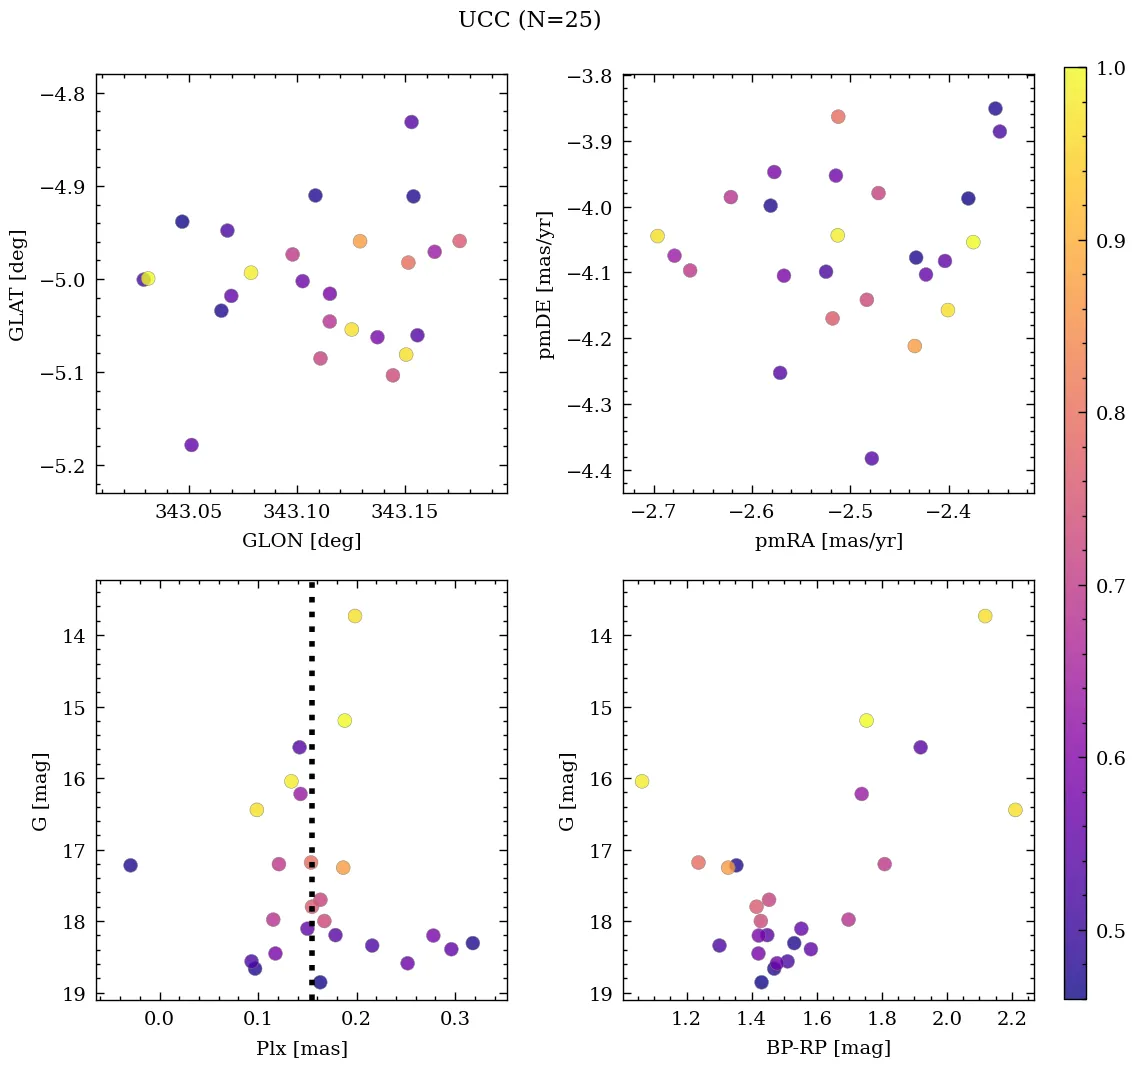 UCC (N=25)
−4.8
−4.9
−5.0
−5.1
−5.2
GLAT [deg]
343.05 343.10 343.15
GLON [deg]
−3.8
−3.9
−4.0
−4.1
−4.2
−4.3
−4.4
pmDE [mas/yr]
−2.7 −2.6 −2.5 −2.4
pmRA [mas/yr]
14
15
16
17
18
19
G [mag]
0.0 0.1 0.2 0.3
Plx [mas]
14
15
16
17
18
19
G [mag]
1.2 1.4 1.6 1.8 2.0 2.2
BP-RP [mag]
1.0
0.9
0.8
0.7
0.6
0.5